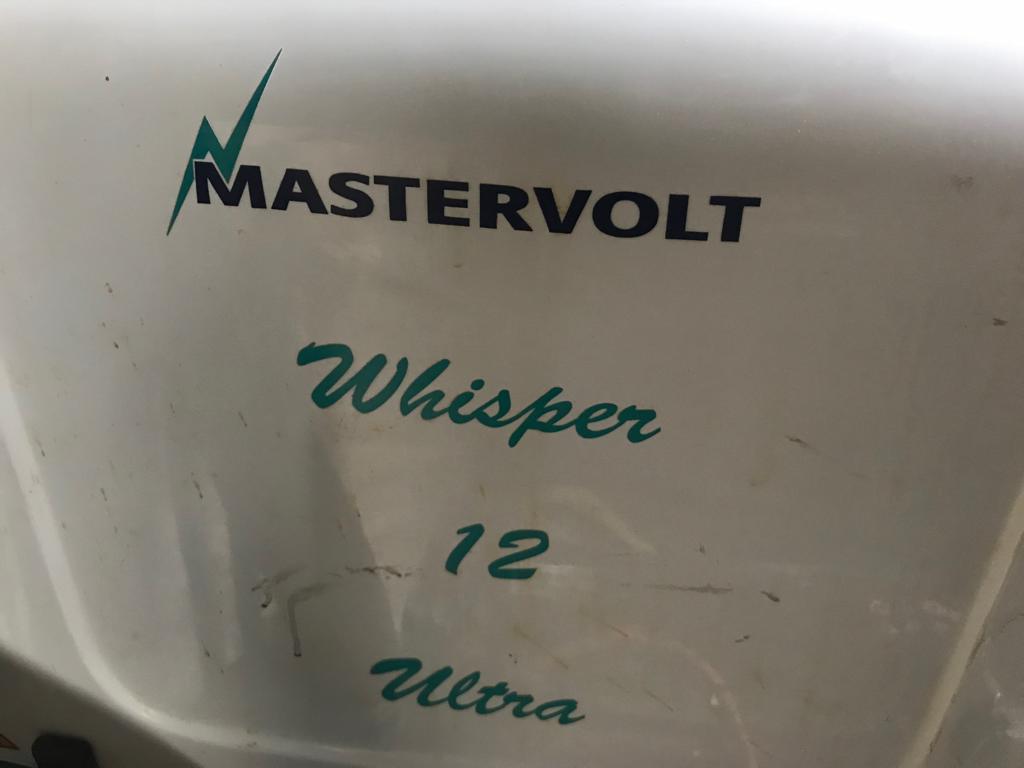 MASTERVOLT
Whisper
12
Ultra